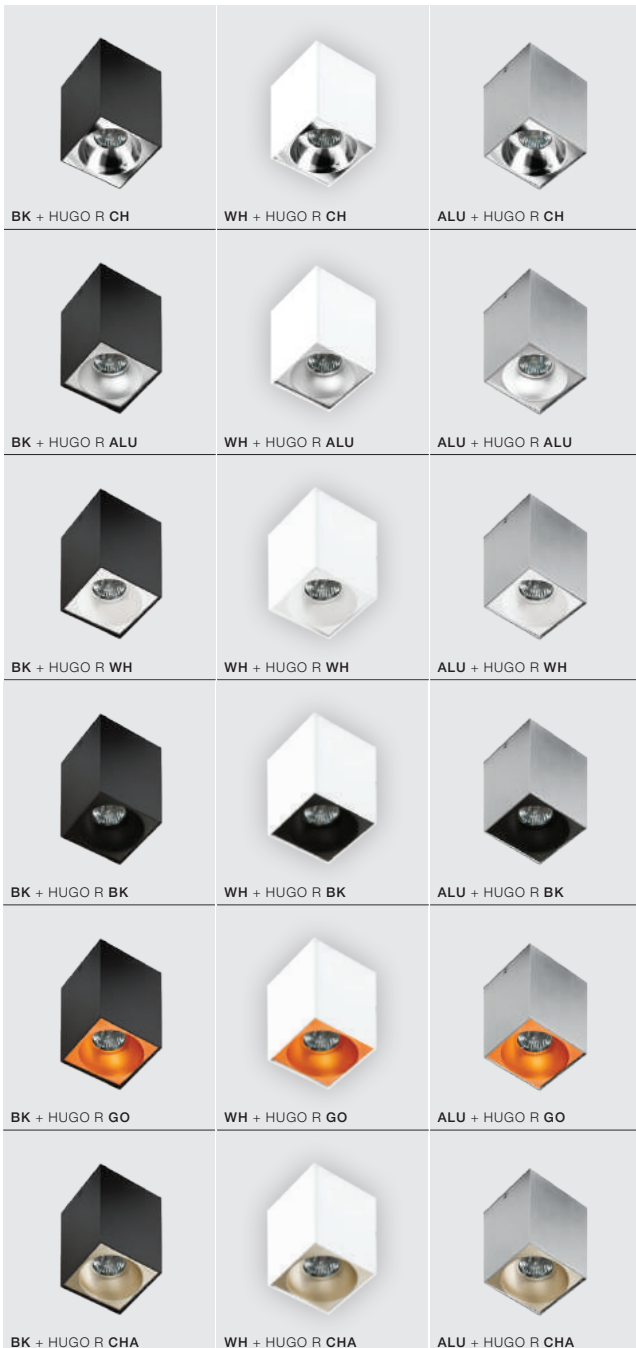 BK + HUGO R CH
WH + HUGO R CH
ALU + HUGO R CH
BK + HUGO R ALU
WH + HUGO R ALU
ALU + HUGO R ALU
BK + HUGO R WH
WH + HUGO R WH
ALU + HUGO R WH
BK + HUGO R BK
WH + HUGO R BK
ALU + HUGO R BK
BK + HUGO R GO
WH + HUGO R GO
ALU + HUGO R GO
BK + HUGO R CHA
WH + HUGO R CHA
ALU + HUGO R CHA